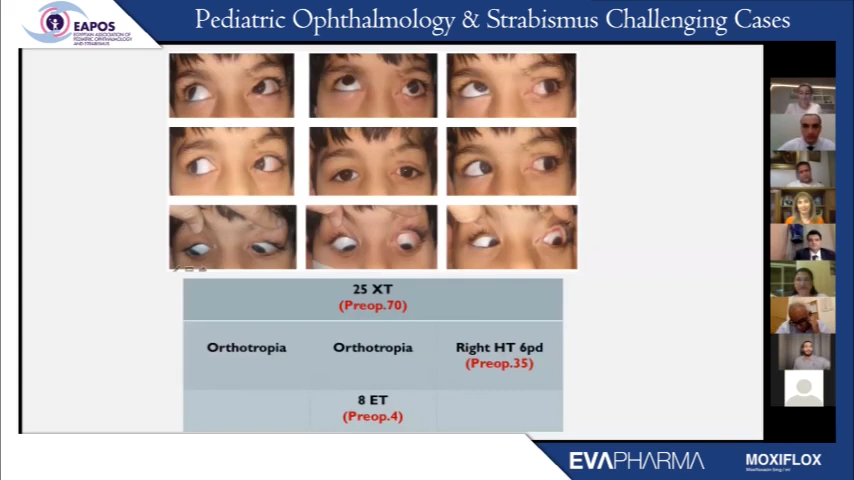 Pediatric Ophthalmology & Strabismus Challenging Cases
EAPOS
EGYPTIAN ASSOCIATION OF
PEDIATRIC OPHTHALMOLOGY
AND STRABISMUS
25 XT
(Preop.70)
Orthotropia
Orthotropia
Right HT 6pd
(Preop.35)
8 ET
(Preop.4)
EVAPHARMA
MOXIFLOX